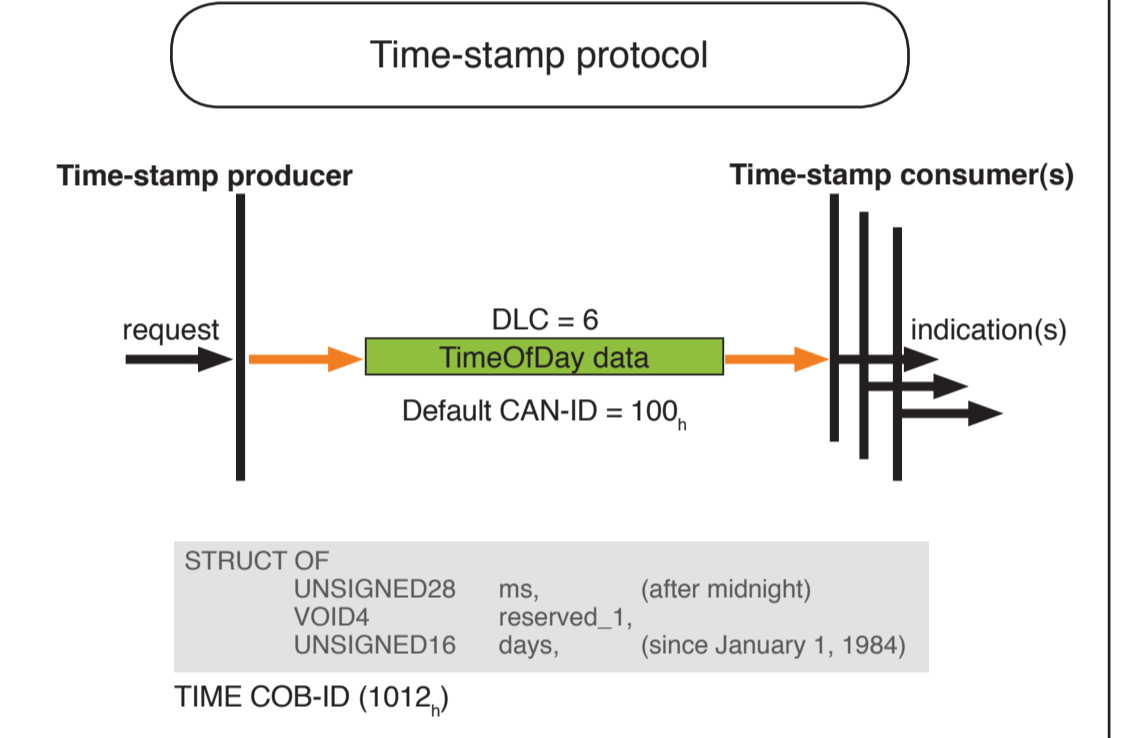 Time-stamp protocol
Time-stamp producer
Time-stamp consumer(s)
request
DLC = 6
indication(s)
TimeOfDay data
Default CAN-ID = 100h
STRUCT OF
UNSIGNED28 ms, (after midnight)
VOID4 reserved_1,
UNSIGNED16 days, (since January 1, 1984)
TIME COB-ID (1012h)